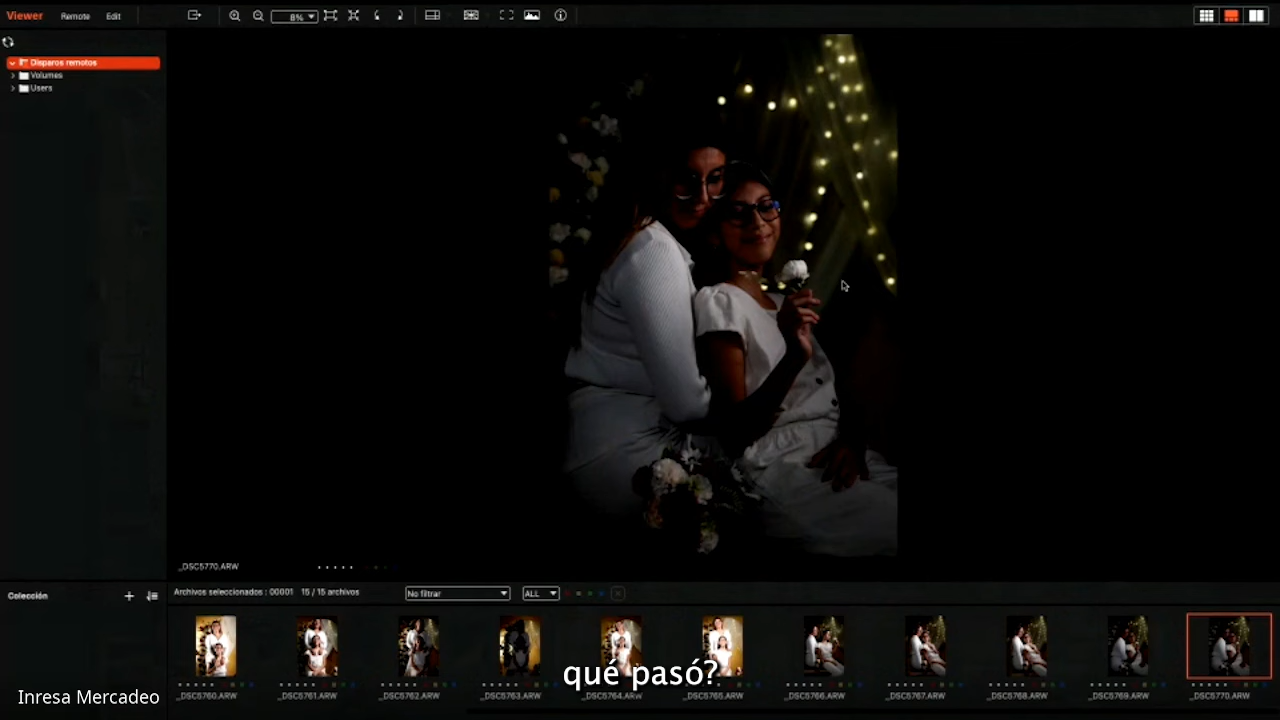 Viewer Remote Edit 8%
Disparos remotos
Volumes
Users
_DSC5770.ARW
Colección
Archivos seleccionados : 00001 15 / 15 archivos No filtrar ALL
_DSC5760.ARW _DSC5761.ARW _DSC5762.ARW _DSC5763.ARW _DSC5764.ARW _DSC5765.ARW _DSC5766.ARW _DSC5767.ARW _DSC5768.ARW _DSC5769.ARW _DSC5770.ARW
qué pasó?
Inresa Mercadeo